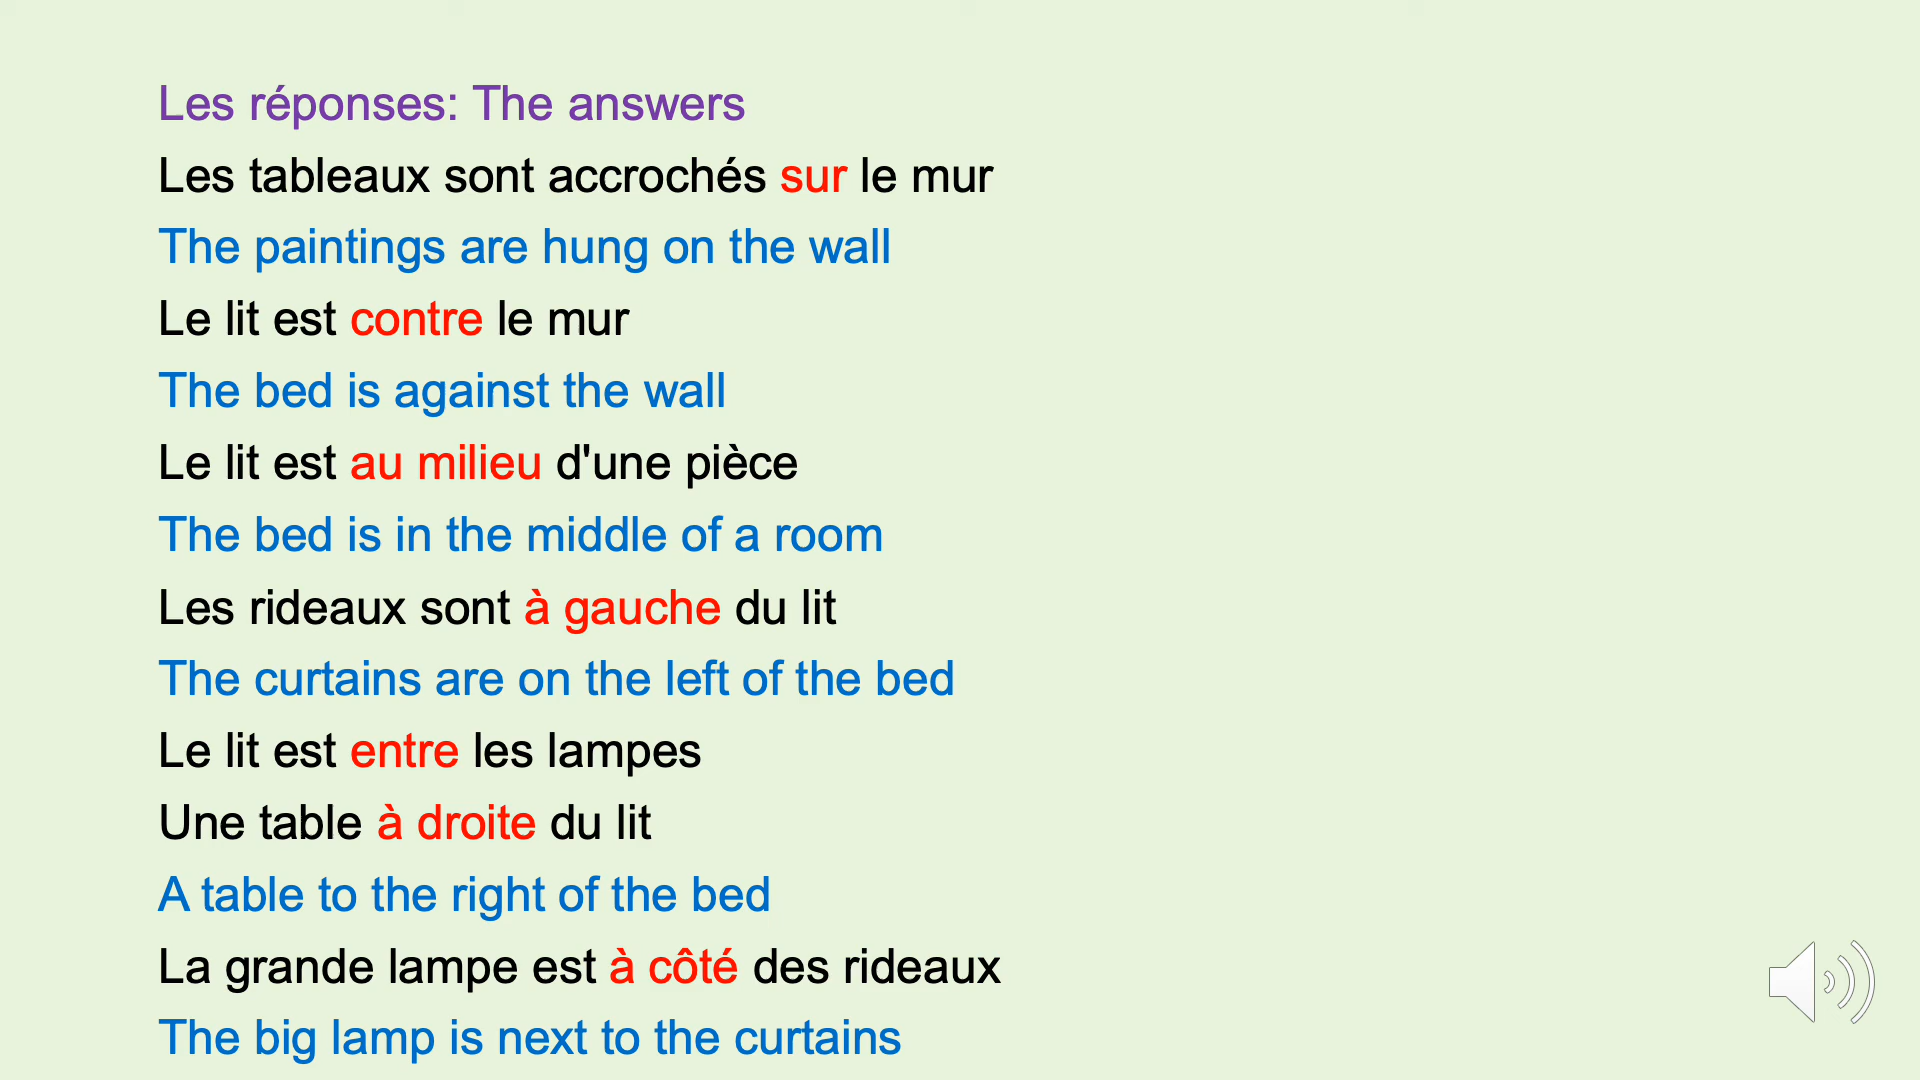 Les réponses: The answers
Les tableaux sont accrochés sur le mur
The paintings are hung on the wall
Le lit est contre le mur
The bed is against the wall
Le lit est au milieu d'une pièce
The bed is in the middle of a room
Les rideaux sont à gauche du lit
The curtains are on the left of the bed
Le lit est entre les lampes
Une table à droite du lit
A table to the right of the bed
La grande lampe est à côté des rideaux
The big lamp is next to the curtains